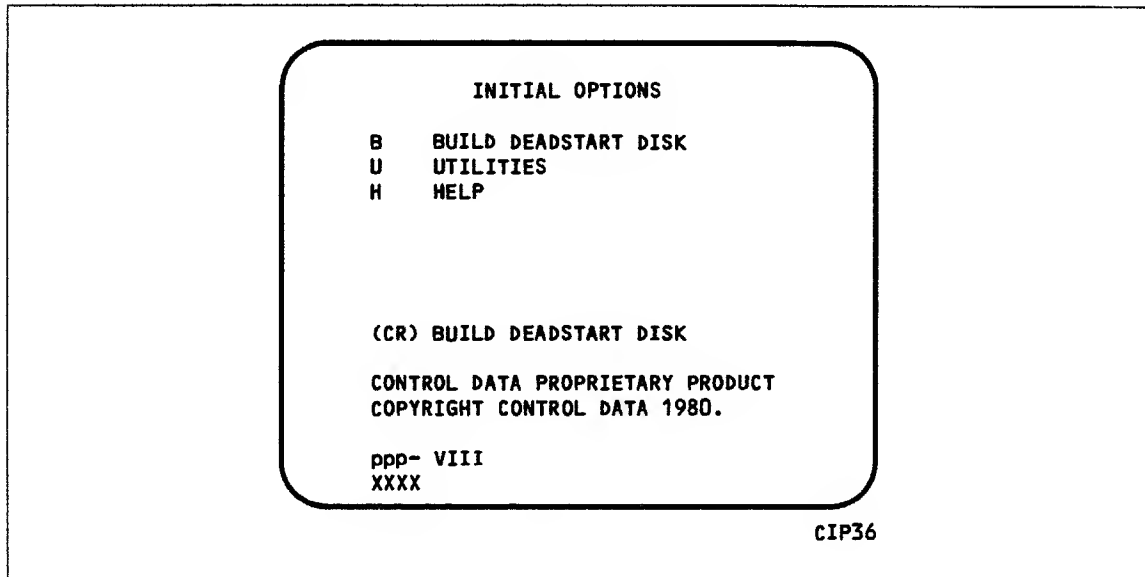 INITIAL OPTIONS
B BUILD DEADSTART DISK
U UTILITIES
H HELP
(CR) BUILD DEADSTART DISK
CONTROL DATA PROPRIETARY PRODUCT
COPYRIGHT CONTROL DATA 1980.
ppp- VIII
XXXX
CIP36